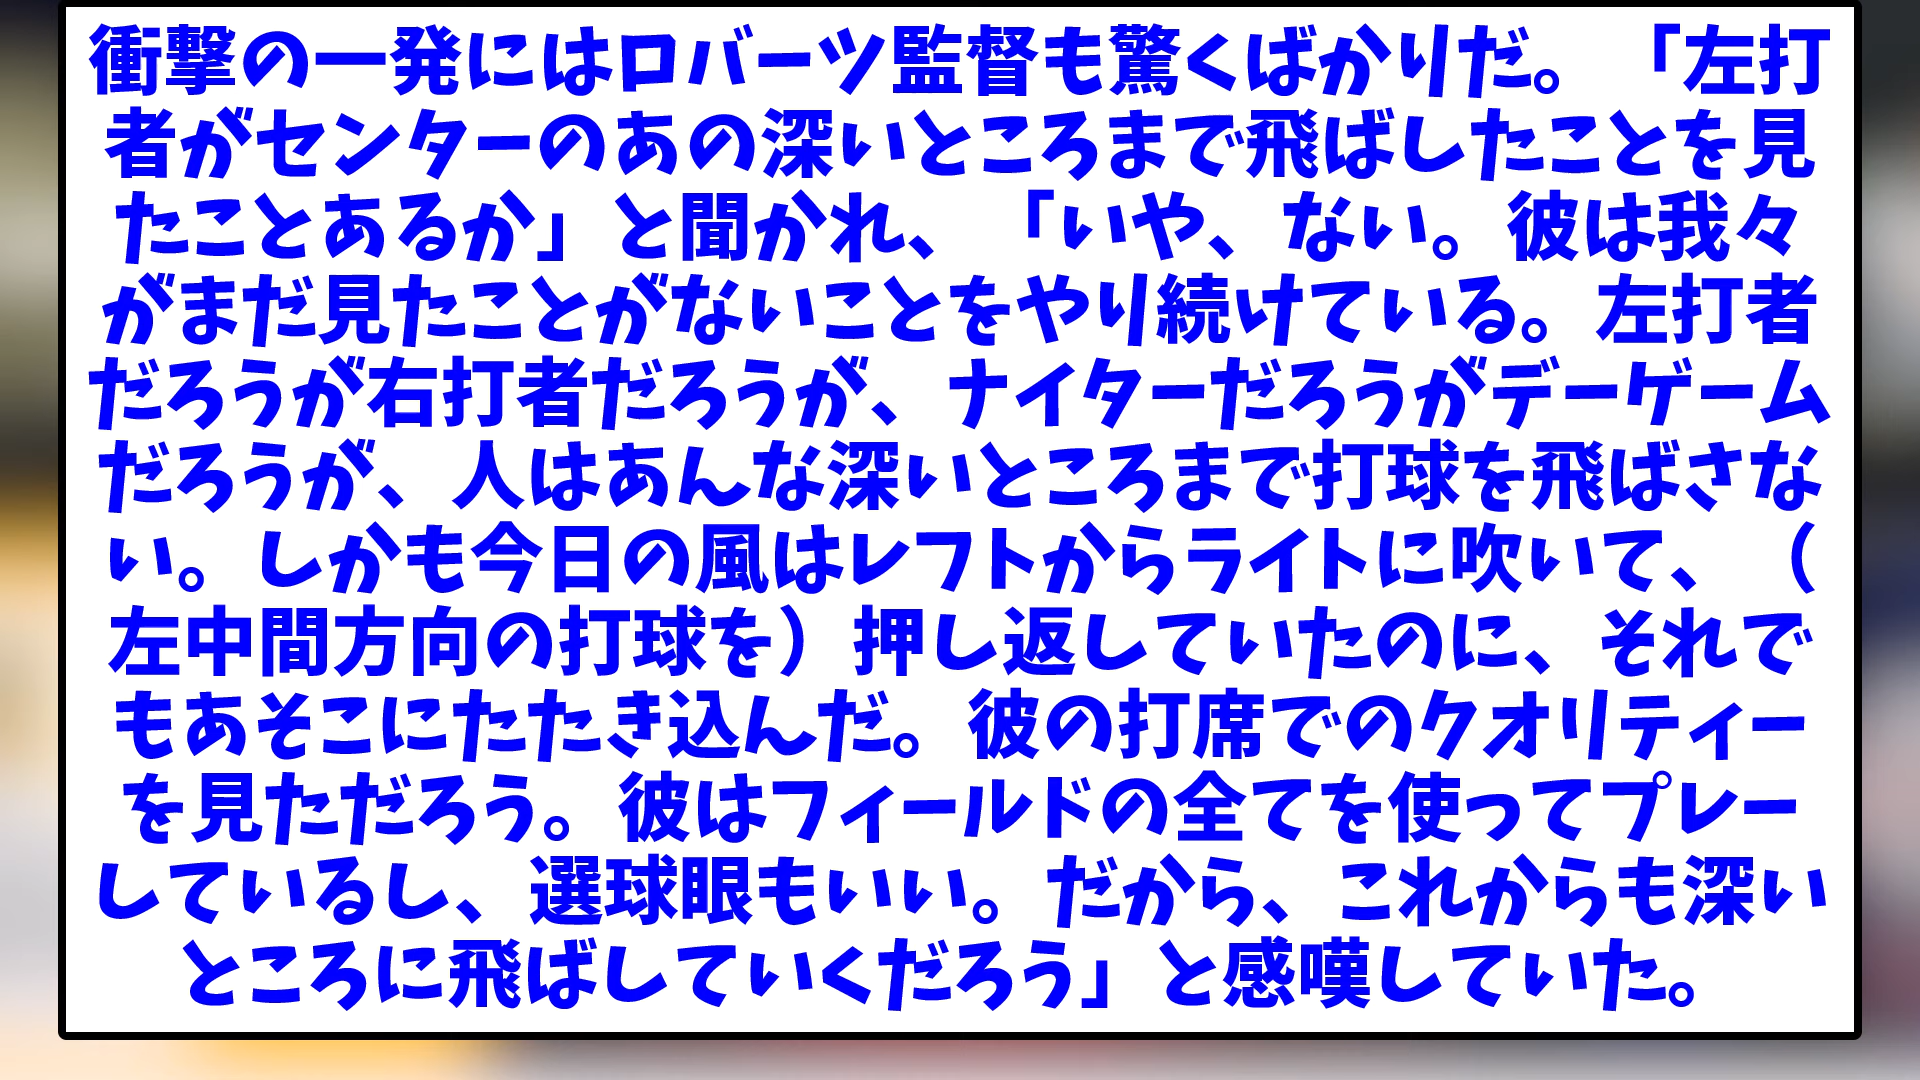 衝撃の一発にはロバーツ監督も驚くばかりだ。「左打
者がセンターのあの深いところまで飛ばしたことを見
たことあるか」と聞かれ、「いや、ない。彼は我々
がまだ見たことがないことをやり続けている。左打者
だろうが右打者だろうが、ナイターだろうがデーゲーム
だろうが、人はあんな深いところまで打球を飛ばさな
い。しかも今日の風はレフトからライトに吹いて、（
左中間方向の打球を）押し返していたのに、それで
もあそこにたたき込んだ。彼の打席でのクオリティー
を見ただろう。彼はフィールドの全てを使ってプレー
しているし、選球眼もいい。だから、これからも深い
ところに飛ばしていくだろう」と感嘆していた。